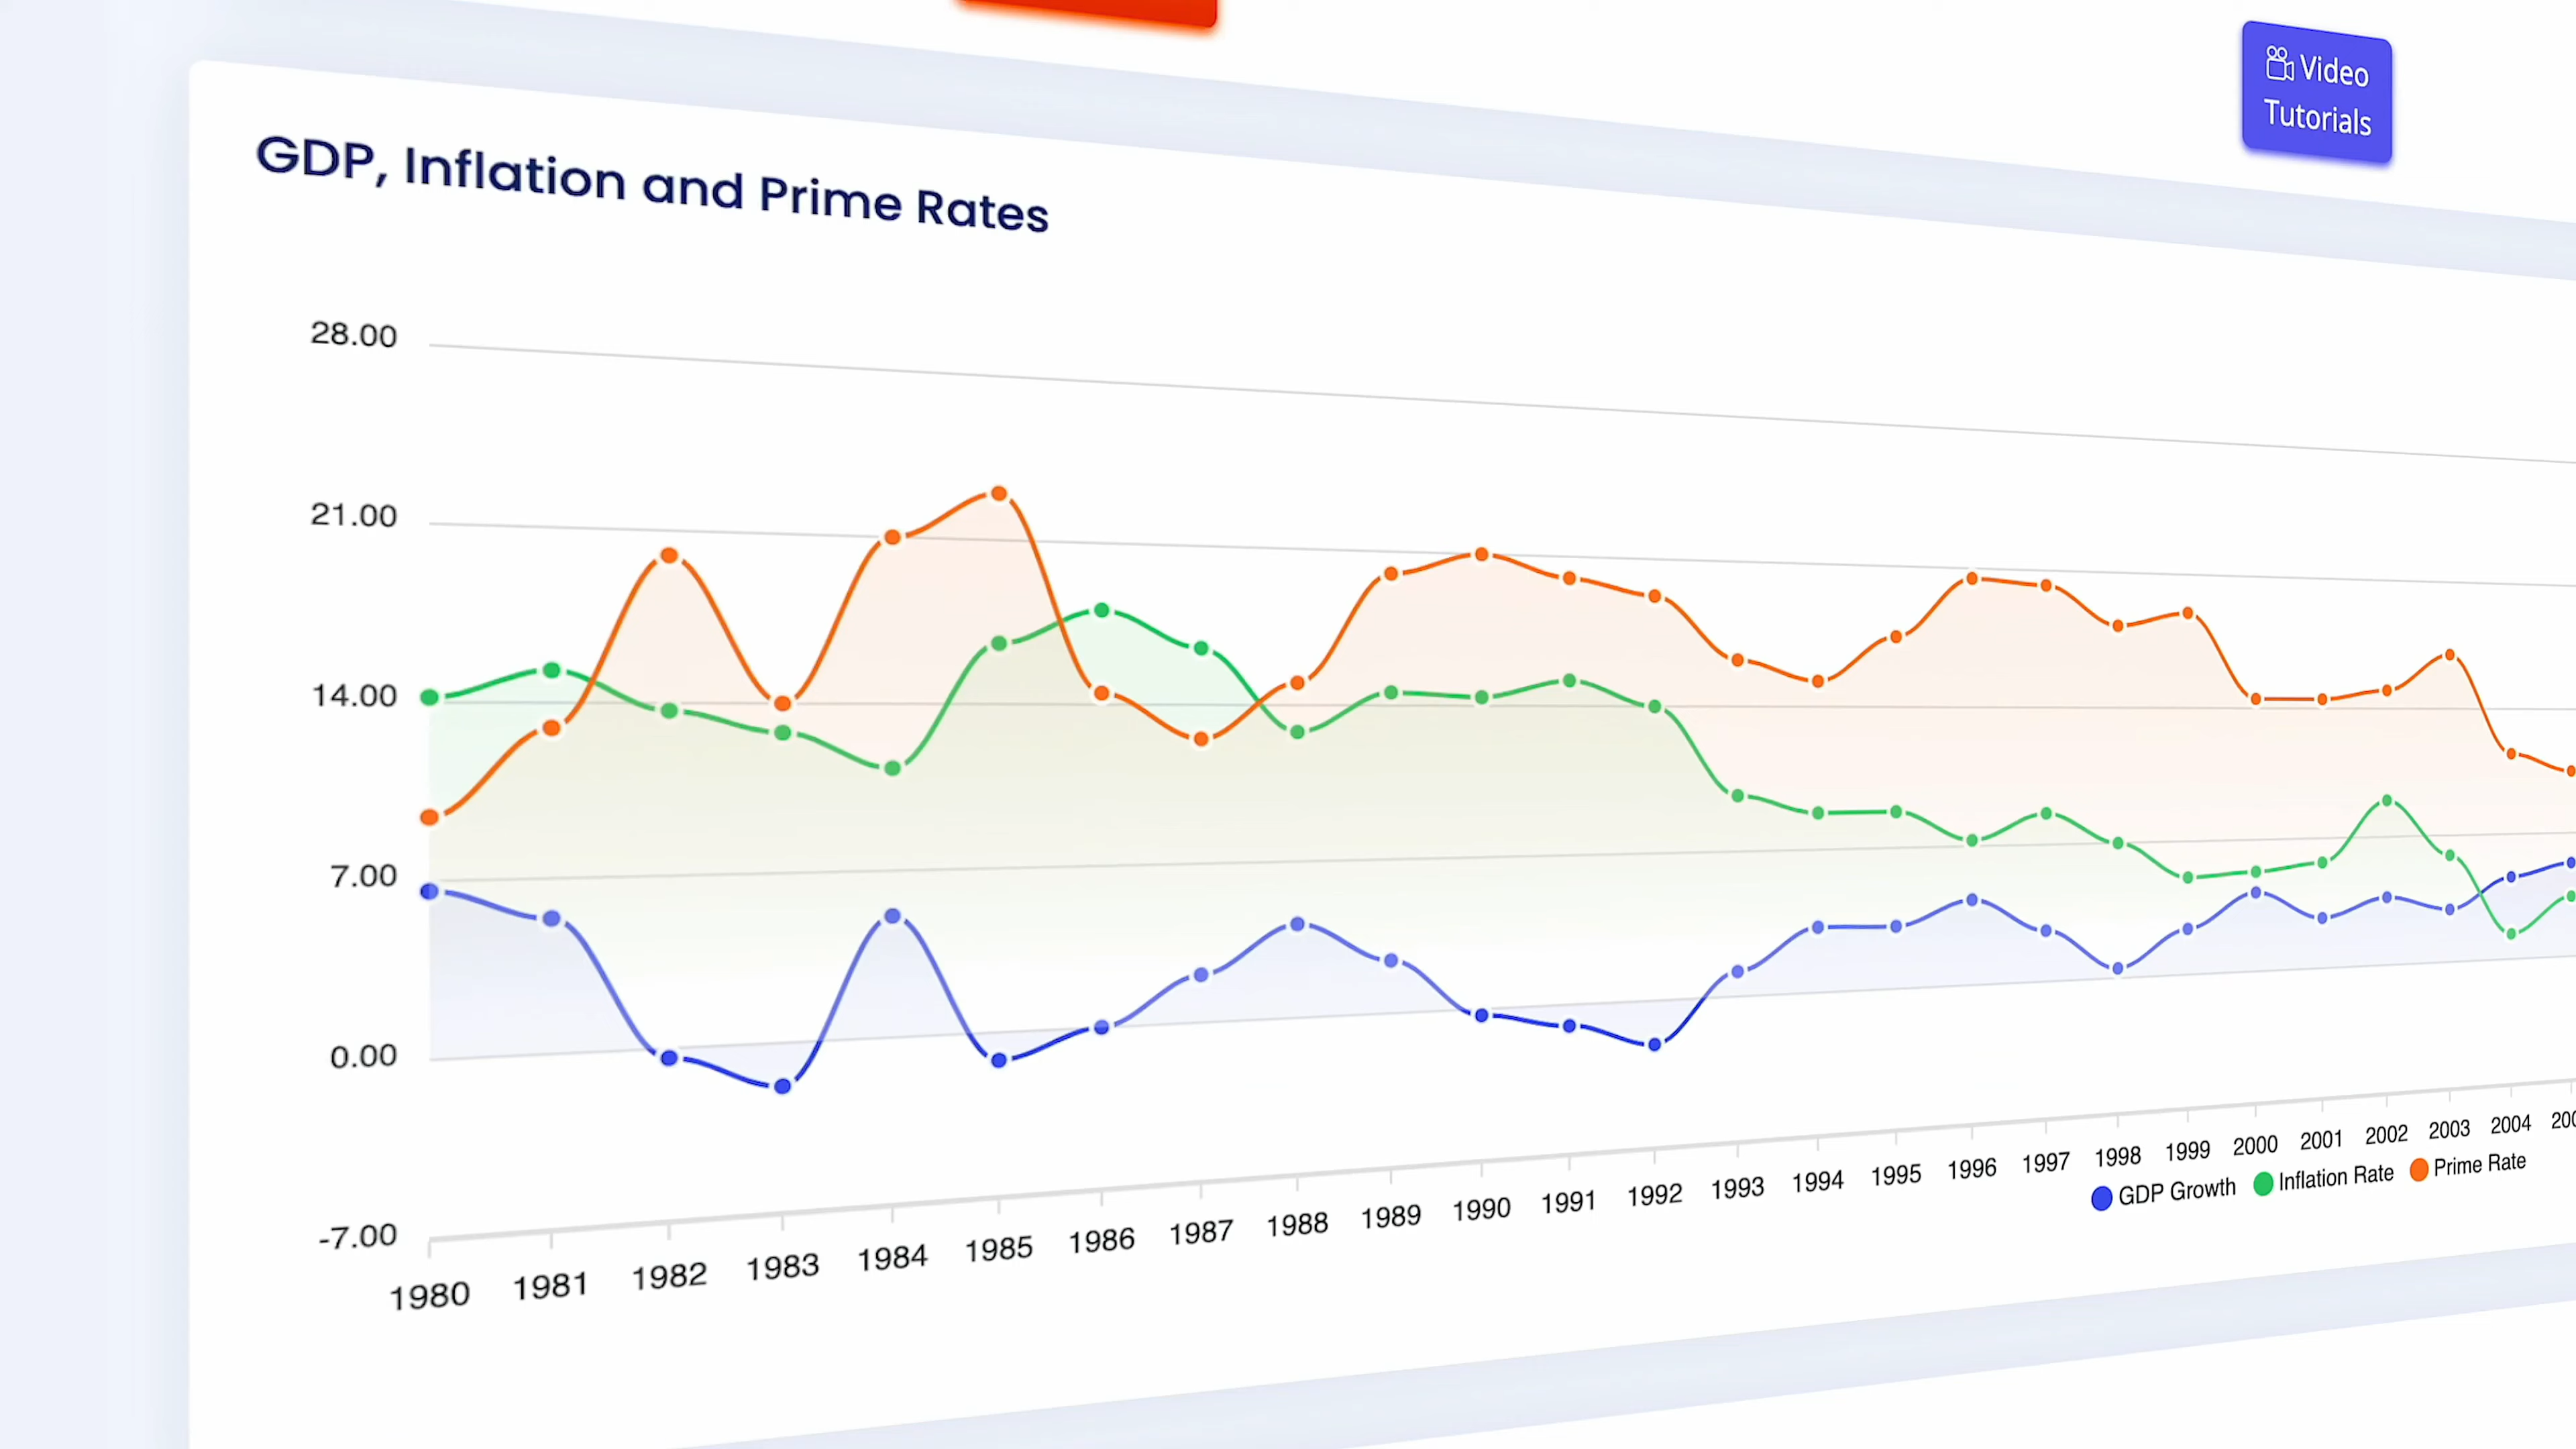 Video
Tutorials
GDP, Inflation and Prime Rates
28.00
21.00
14.00
7.00
0.00
-7.00
1980 1981 1982 1983 1984 1985 1986 1987 1988 1989 1990 1991 1992 1993 1994 1995 1996 1997 1998 1999 2000 2001 2002 2003 2004
GDP Growth Inflation Rate Prime Rate